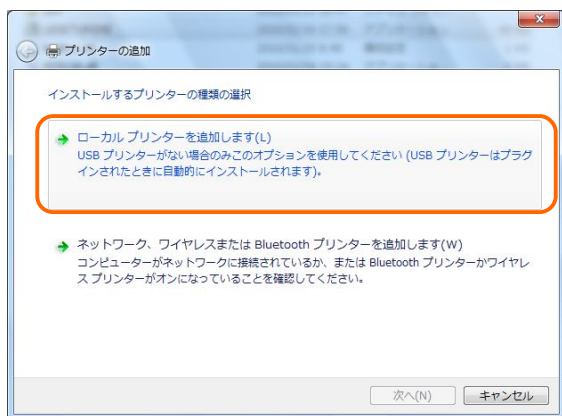 プリンターの追加
インストールするプリンターの種類の選択
ローカル プリンターを追加します(L)
USB プリンターがない場合のみこのオプションを使用してください (USB プリンターはプラグ
インされたときに自動的にインストールされます)。
ネットワーク、ワイヤレスまたは Bluetooth プリンターを追加します(W)
コンピューターがネットワークに接続されているか、または Bluetooth プリンターかワイヤレ
ス プリンターがオンになっていることを確認してください。
次へ(N) キャンセル